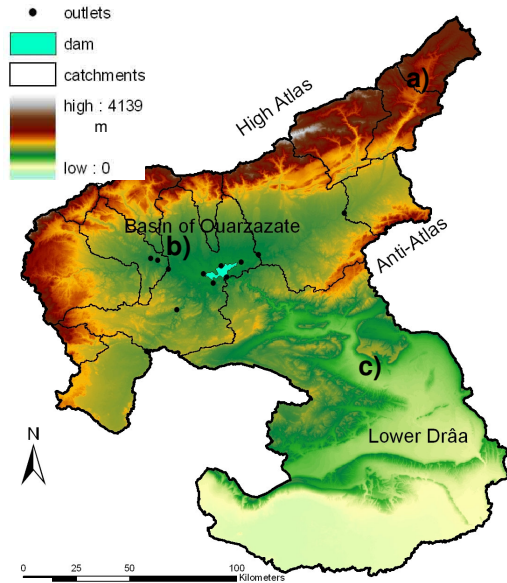 outlets
dam
catchments
high : 4139
m
low : 0
High Atlas
a)
Basin of Ouarzazate
b)
Anti-Atlas
c)
Lower Drâa
N
0 50 100
Kilometers